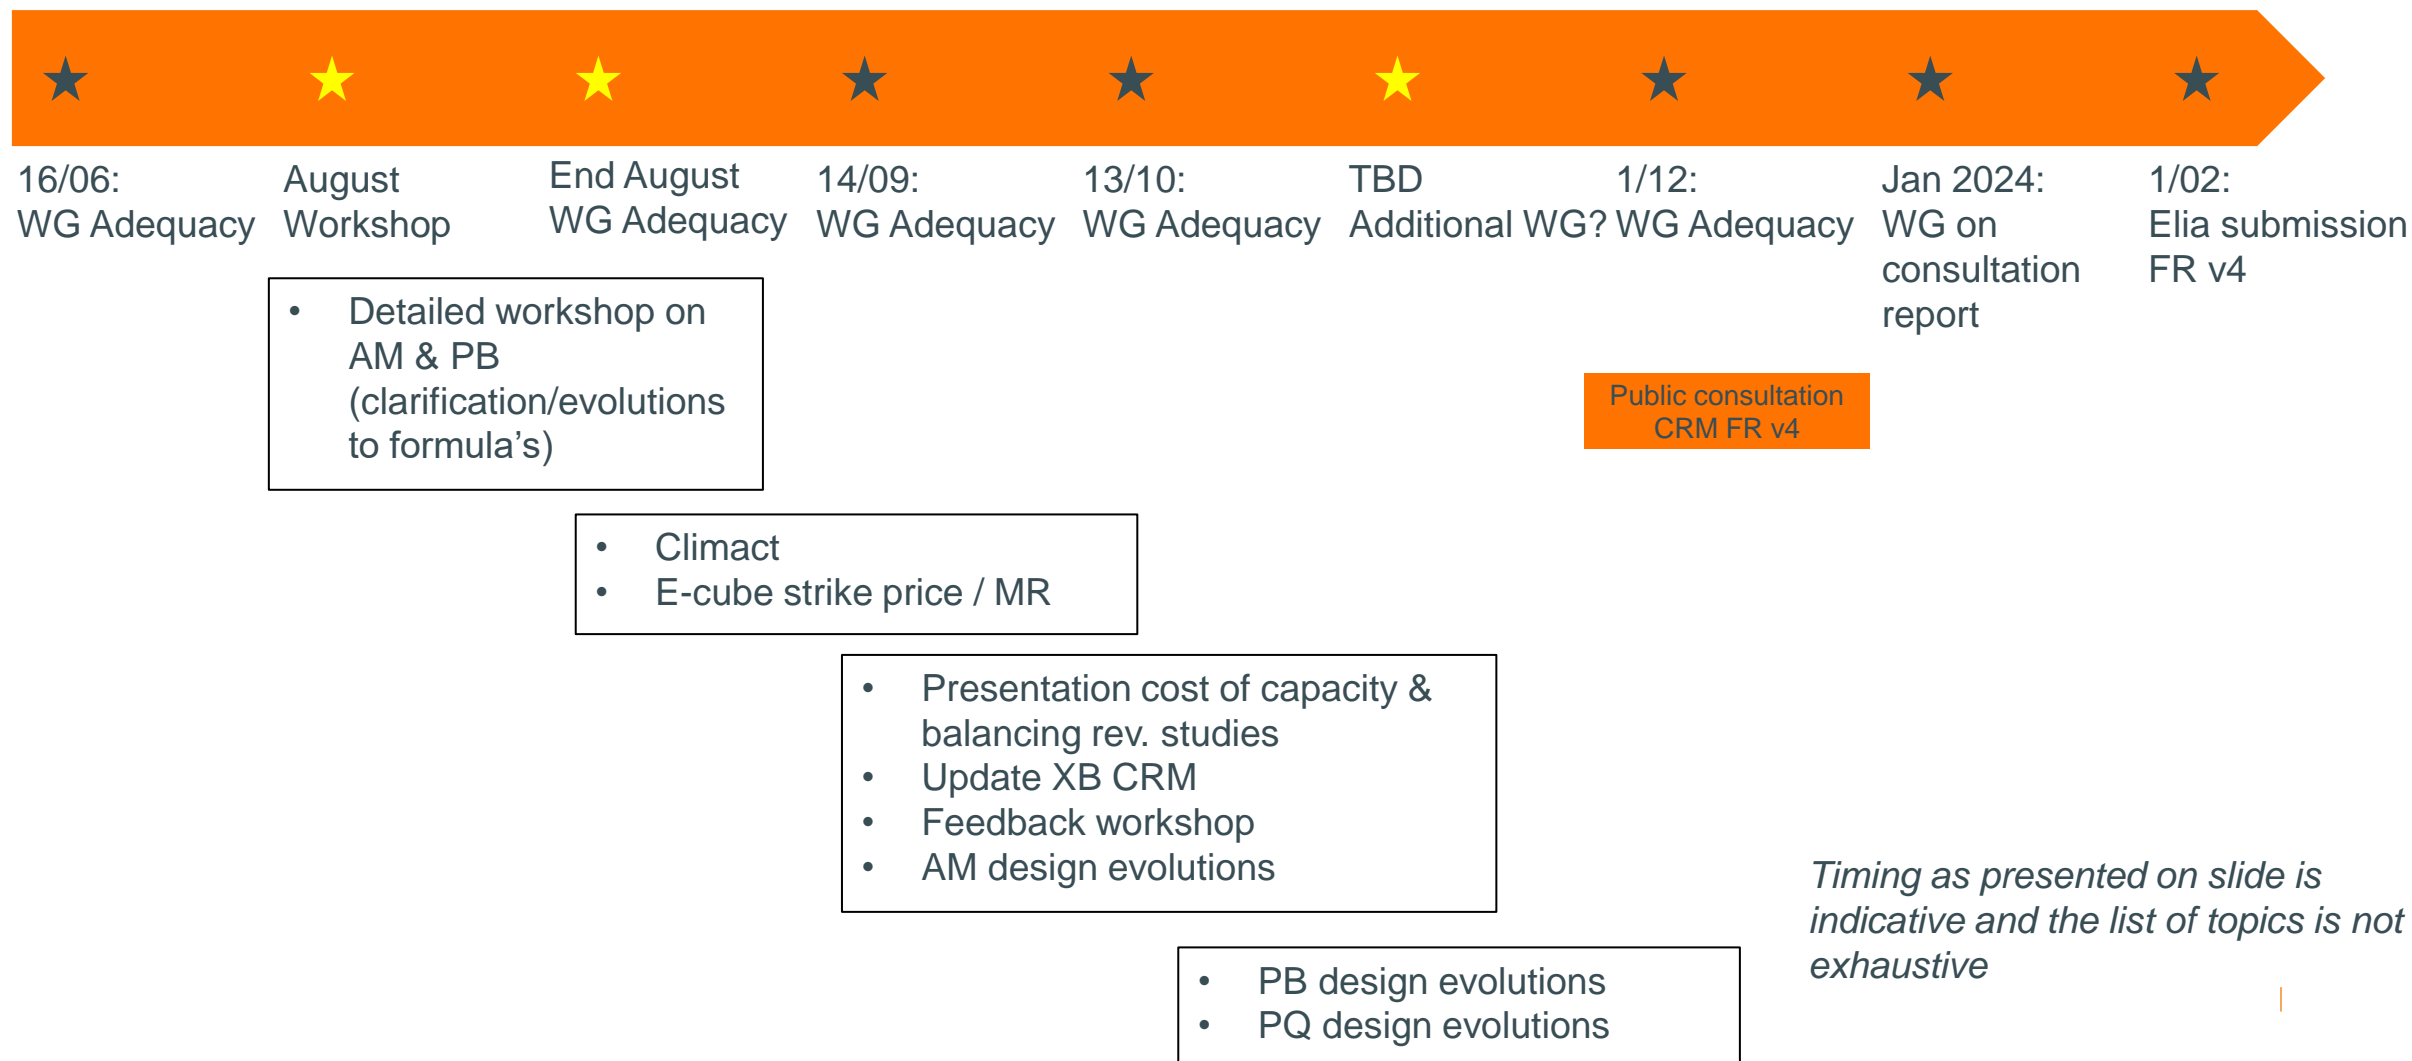 16/06:
WG Adequacy
August
Workshop
End August
WG Adequacy
14/09:
WG Adequacy
13/10:
WG Adequacy
TBD
Additional WG?
1/12:
WG Adequacy
Jan 2024:
WG on
consultation
report
1/02:
Elia submission
FR v4
• Detailed workshop on
AM & PB
(clarification/evolutions
to formula’s)
Public consultation
CRM FR v4
• Climact
• E-cube strike price / MR
• Presentation cost of capacity &
balancing rev. studies
• Update XB CRM
• Feedback workshop
• AM design evolutions
Timing as presented on slide is
indicative and the list of topics is not
exhaustive
• PB design evolutions
• PQ design evolutions